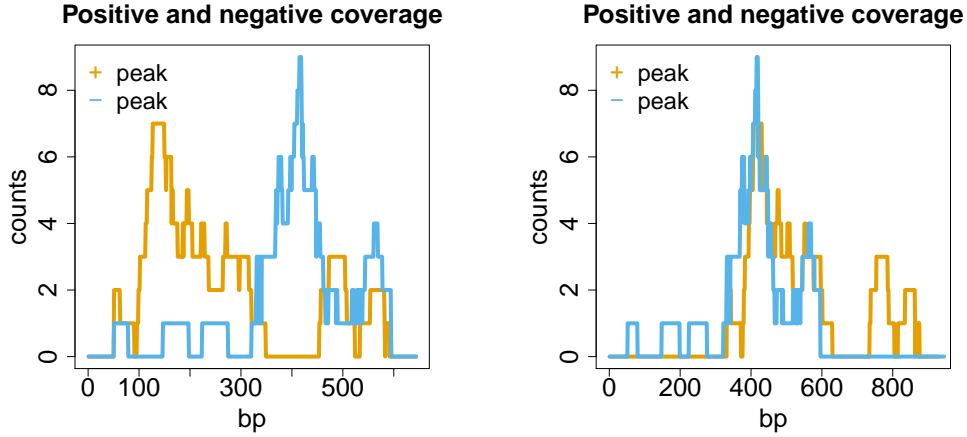 Positive and negative coverage
+ peak
− peak
counts
0 2 4 6 8
0 100 300 500
bp
Positive and negative coverage
+ peak
− peak
counts
0 2 4 6 8
0 200 400 600 800
bp